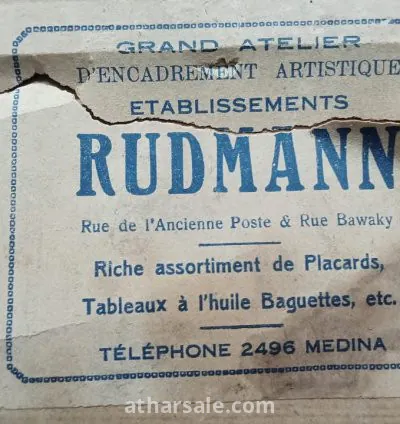 GRAND ATELIER
D'ENCADREMENT ARTISTIQUE
ETABLISSEMENTS
RUDMANN
Rue de l'Ancienne Poste & Rue Bawaky
Riche assortiment de Placards,
Tableaux à l'huile Baguettes, etc.
TÉLÉPHONE 2496 MEDINA
atharsale.com